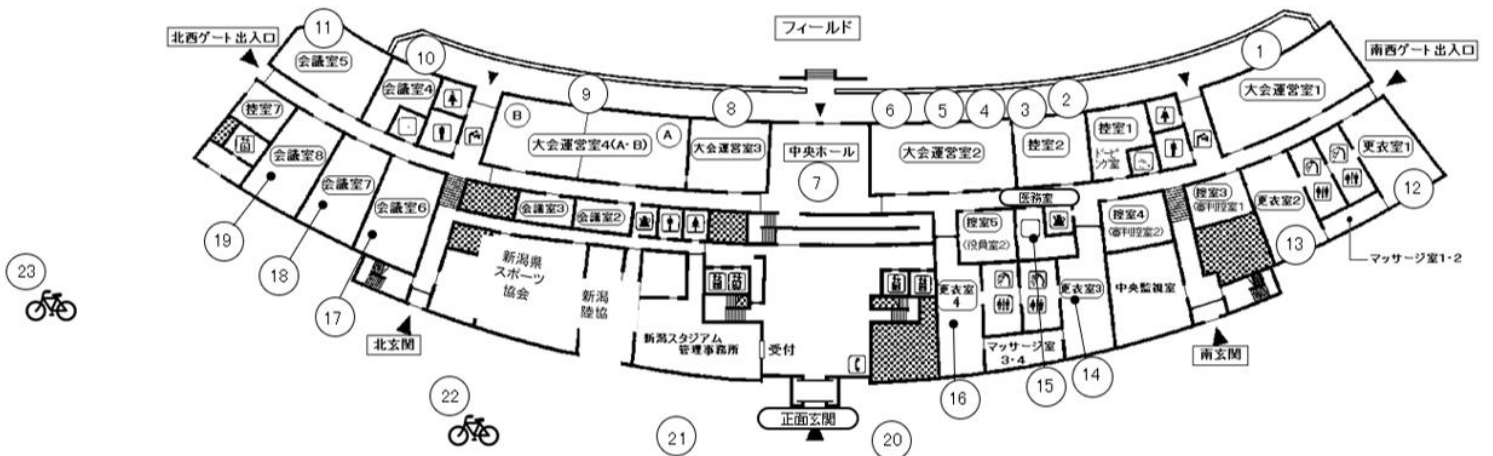 フィールド
北西ゲート出入口
南西ゲート出入口
11
10
9
8
6
5
4
3
2
1
会議室5
会議室4
控室7
会議室8
会議室7
会議室6
B
大会運営室4(A・B)
A
大会運営室3
中央ホール
7
大会運営室2
控室2
控室1
ドーピング室
大会運営室1
更衣室1
12
会議室3
会議室2
医務室
控室5
(役員室2)
控室4
(審判控室2)
控室3
(審判控室1)
更衣室2
13
マッサージ室1・2
19
18
17
23
新潟県
スポーツ
協会
新潟
陸協
新潟スタジアム
管理事務所
受付
更衣室
4
更衣室3
中央監視室
マッサージ室
3・4
北玄関
南玄関
正面玄関
16
15
14
22
21
20